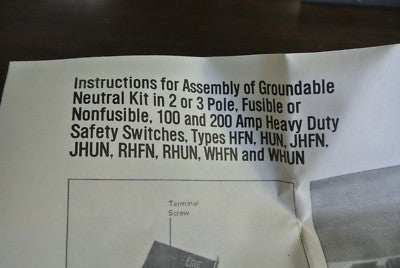 Instructions for Assembly of Groundable
Neutral Kit in 2 or 3 Pole, Fusible or
Nonfusible, 100 and 200 Amp Heavy Duty
Safety Switches, Types HFN, HUN, JHFN,
JHUN, RHFN, RHUN, WHFN and WHUN
Terminal
Screw